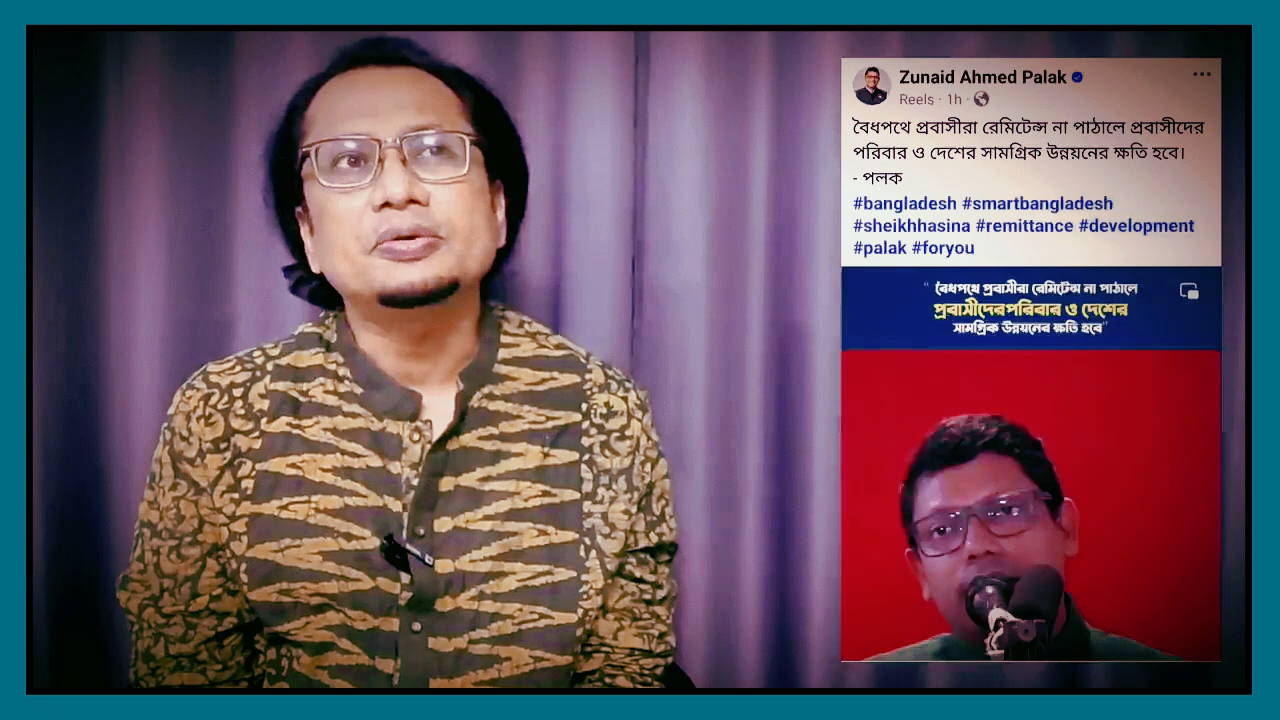 Zunaid Ahmed Palak
Reels · 1h ·
বৈধপথে প্রবাসীরা রেমিটেন্স না পাঠালে প্রবাসীদের
পরিবার ও দেশের সামগ্রিক উন্নয়নের ক্ষতি হবে।
- পলক
#bangladesh #smartbangladesh
#sheikhhasina #remittance #development
#palak #foryou
" বৈধপথে প্রবাসীরা রেমিটেন্স না পাঠালে
প্রবাসীদের পরিবার ও দেশের
সামগ্রিক উন্নয়নের ক্ষতি হবে"